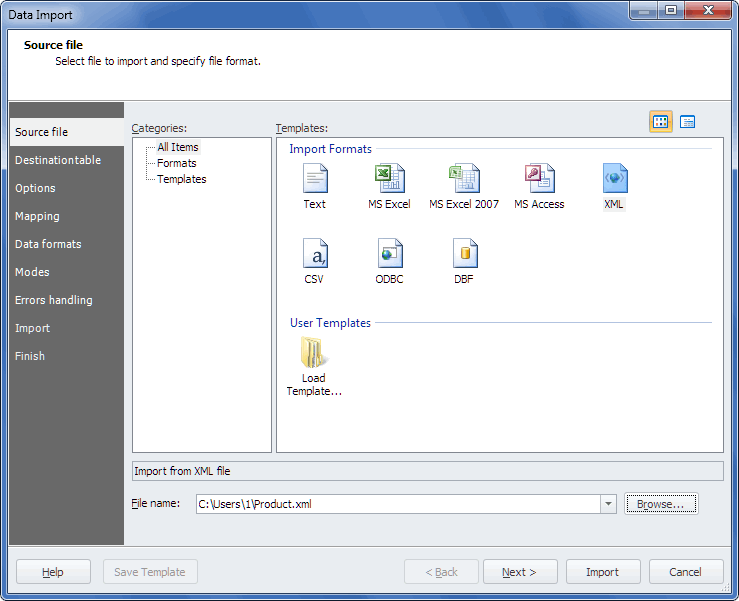 Data Import
Source file
Select file to import and specify file format.
Source file
Destinationtable
Options
Mapping
Data formats
Modes
Errors handling
Import
Finish
Categories:
All Items
Formats
Templates
Templates:
Import Formats
Text
MS Excel
MS Excel 2007
MS Access
XML
a,
CSV
ODBC
DBF
User Templates
Load
Template...
Import from XML file
File name:
C:\Users\1\Product.xml
Browse...
Help
Save Template
< Back
Next >
Import
Cancel